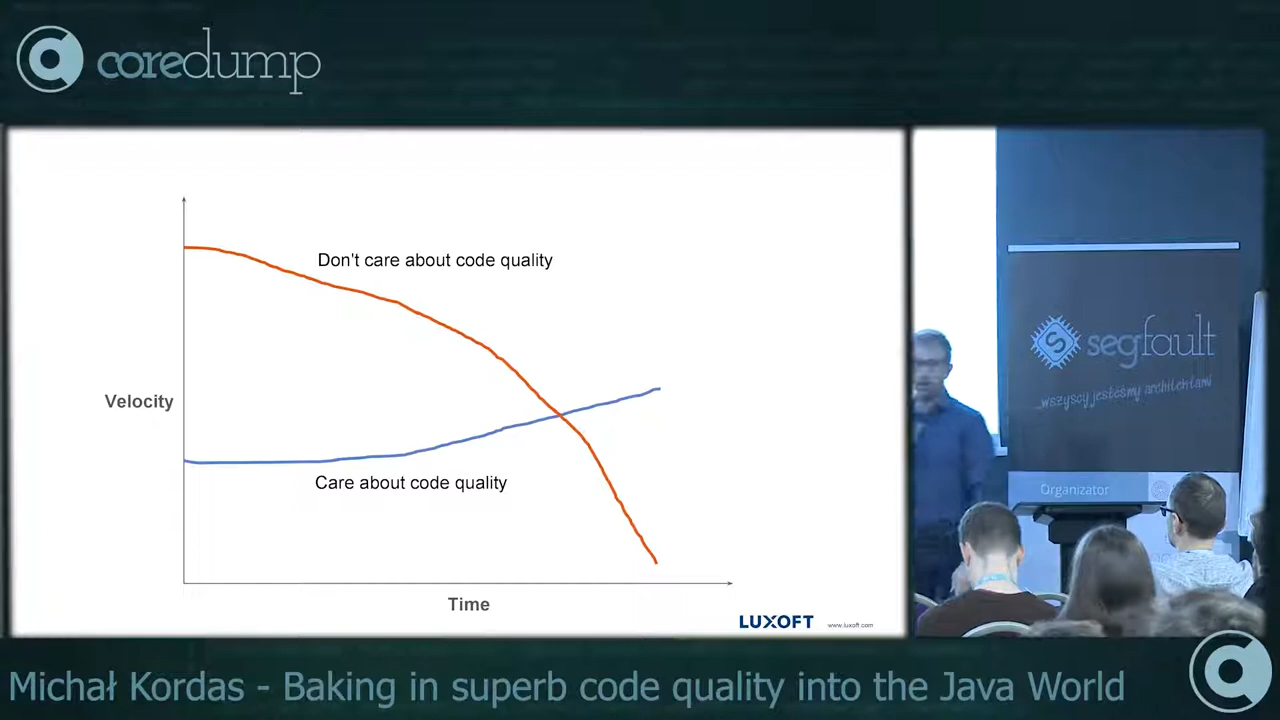 coredump
Don't care about code quality
Velocity
Care about code quality
Time
LUXOFT www.luxoft.com
segfault
wszyscy jesteśmy architektami
Organizator
Michał Kordas - Baking in superb code quality into the Java World